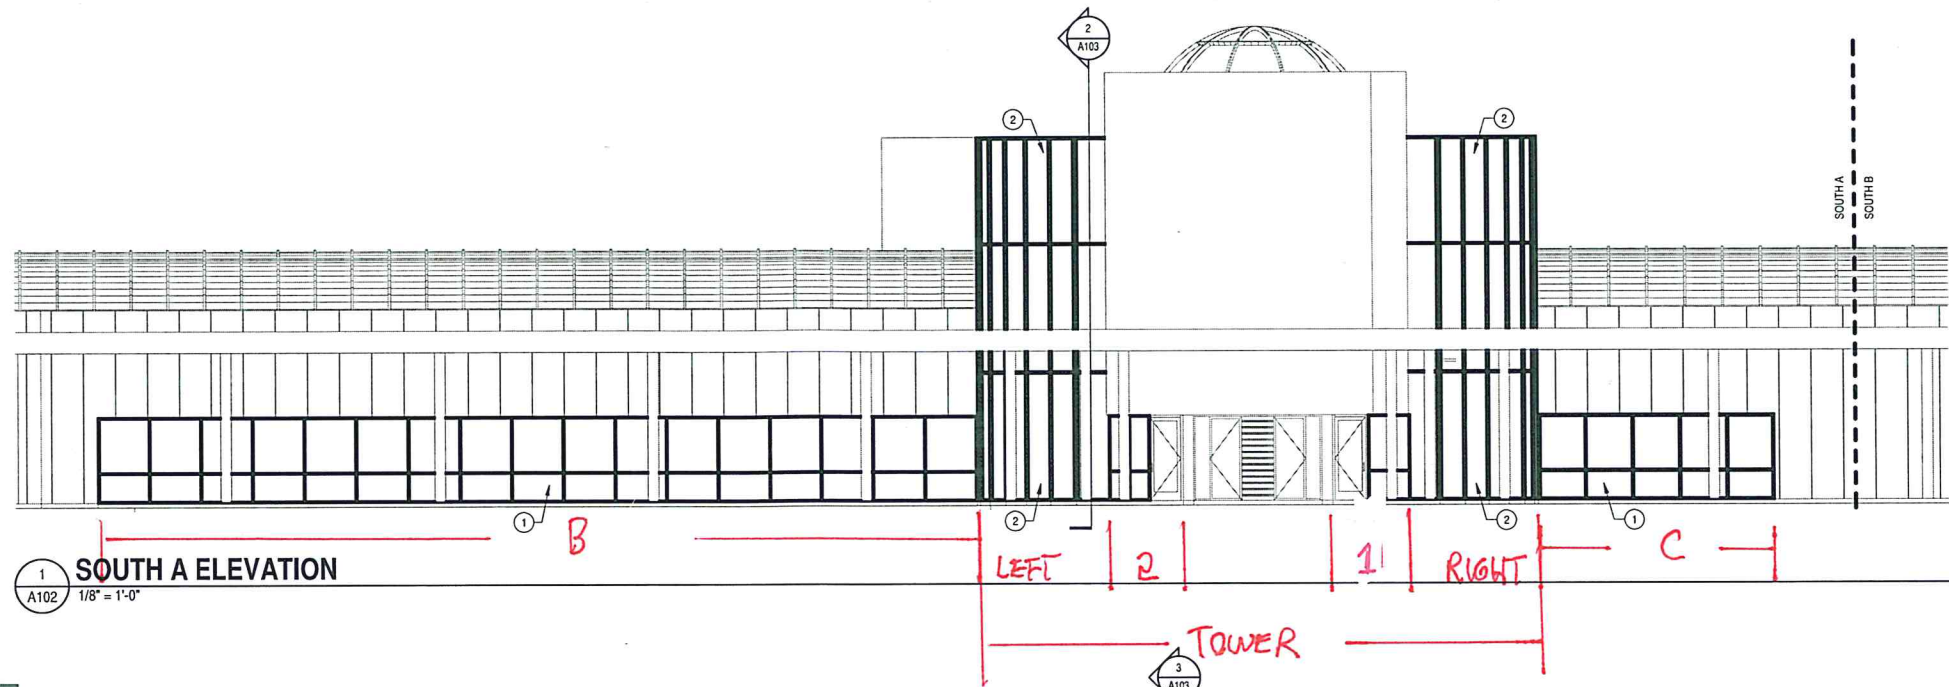 2
A103
2
2
SOUTH A
SOUTH B
1
2
2
1
B
LEFT
2
1
RIGHT
C
1
A102
SOUTH A ELEVATION
1/8" = 1'-0"
TOWER
3
A103